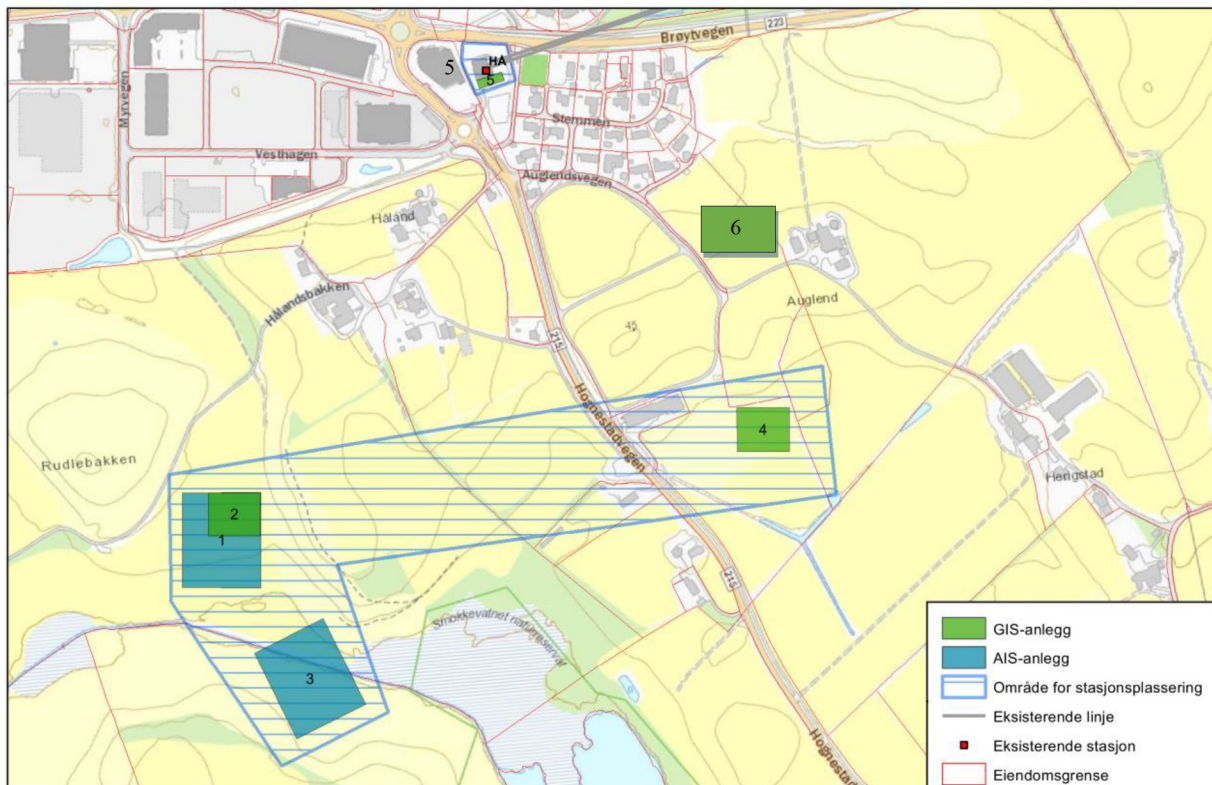 223
Brøytvegen
Myrvegen
5
HÅ
5
Stemmen
Vesthagen
Auglendsvegen
Håland
6
Hålandsbakken
Auglend
45
215
Hognestadvegen
4
Rudlebakken
Hengstad
2
1
215
Smokkevatnet naturreservat
3
Hognestad
GIS-anlegg
AIS-anlegg
Område for stasjonsplassering
Eksisterende linje
Eksisterende stasjon
Eiendomsgrense